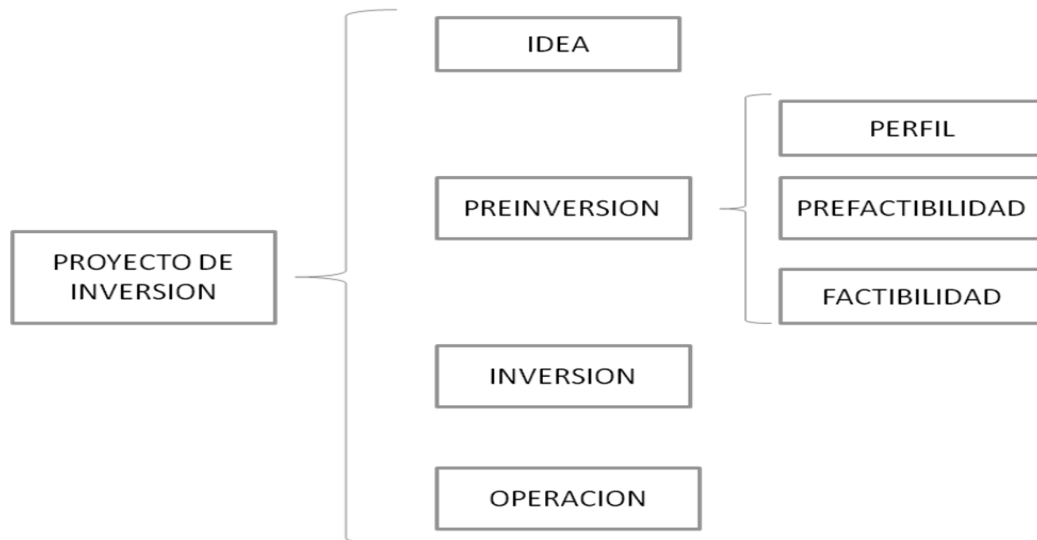 PROYECTO DE
INVERSION
IDEA
PREINVERSION
PERFIL
PREFACTIBILIDAD
FACTIBILIDAD
INVERSION
OPERACION